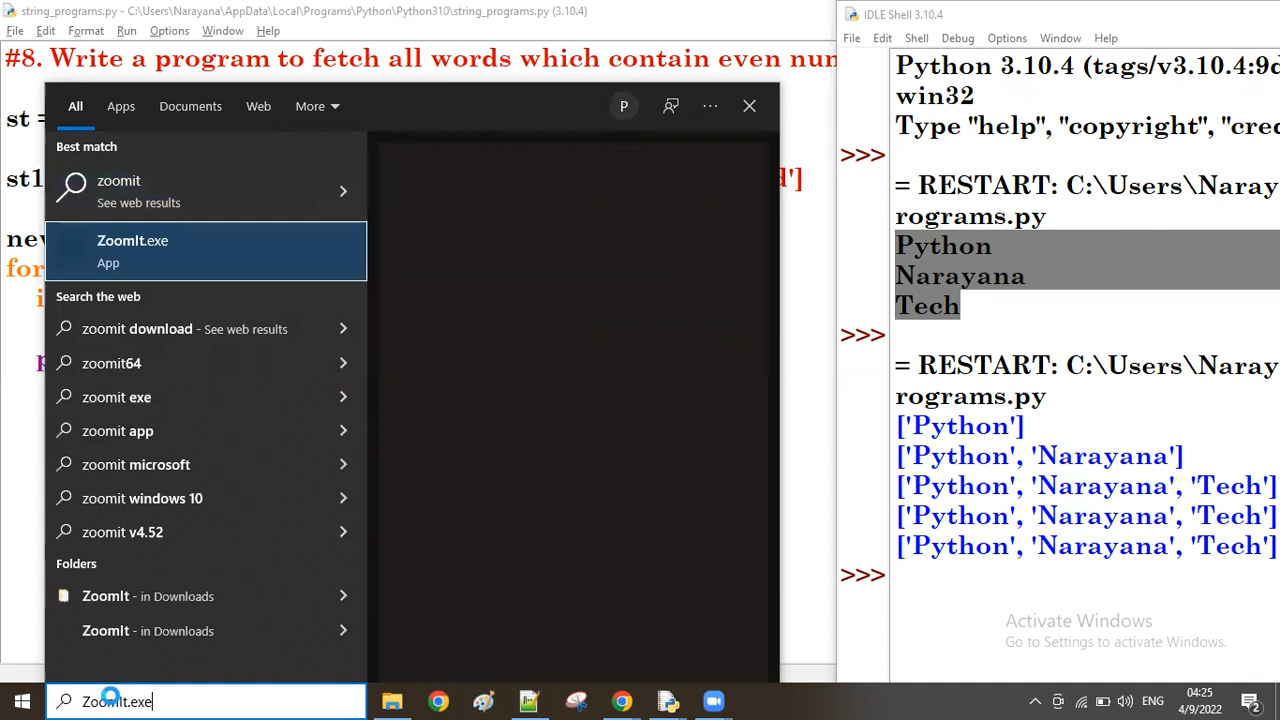 string_programs.py - C:\Users\Narayana\AppData\Local\Programs\Python\Python310\string_programs.py (3.10.4)
File Edit Format Run Options Window Help
#8. Write a program to fetch all words which contain even num
st =
st1
d']
new
for
i
p
All Apps Documents Web More P
Best match
zoomit
See web results
ZoomIt.exe
App
Search the web
zoomit download - See web results
zoomit64
zoomit exe
zoomit app
zoomit microsoft
zoomit windows 10
zoomit v4.52
Folders
ZoomIt - in Downloads
ZoomIt - in Downloads
ZoomIt.exe
IDLE Shell 3.10.4
File Edit Shell Debug Options Window Help
Python 3.10.4 (tags/v3.10.4:9d
win32
Type "help", "copyright", "cred
>>>
= RESTART: C:\Users\Naray
rograms.py
Python
Narayana
Tech
>>>
= RESTART: C:\Users\Naray
rograms.py
['Python']
['Python', 'Narayana']
['Python', 'Narayana', 'Tech']
['Python', 'Narayana', 'Tech']
['Python', 'Narayana', 'Tech']
>>>
Activate Windows
Go to Settings to activate Windows.
ENG
04:25
4/9/2022
2